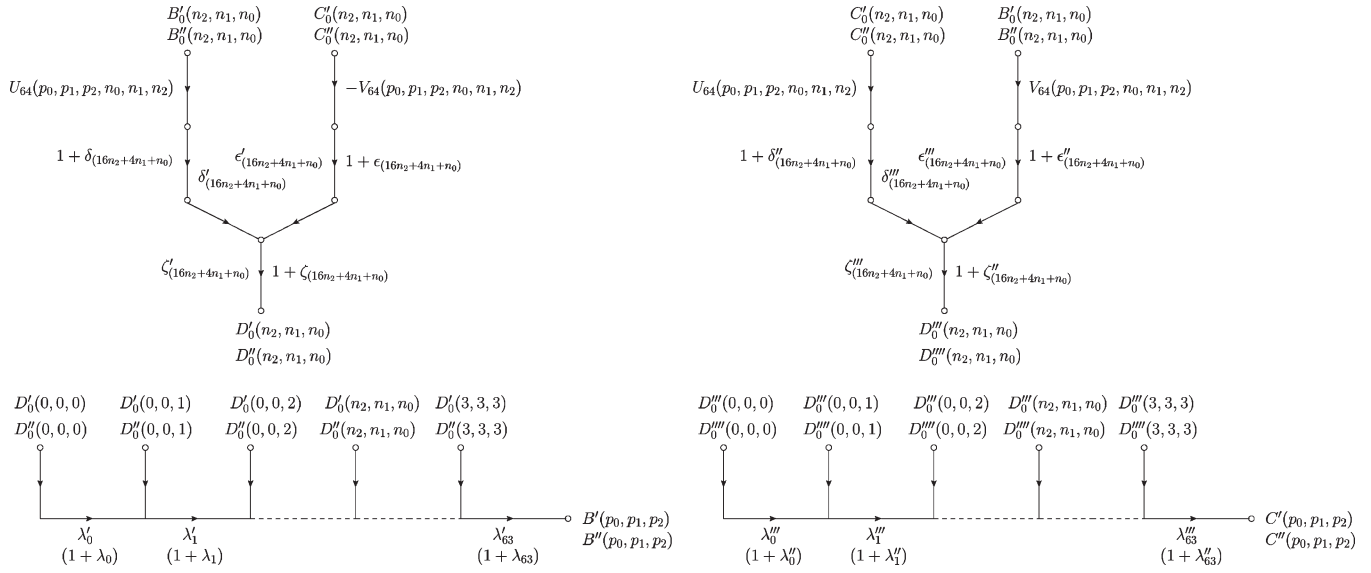 B′₀(n₂, n₁, n₀) C′₀(n₂, n₁, n₀) C′₀(n₂, n₁, n₀) B′₀(n₂, n₁, n₀)
B″₀(n₂, n₁, n₀) C″₀(n₂, n₁, n₀) C″₀(n₂, n₁, n₀) B″₀(n₂, n₁, n₀)
U₆₄(p₀, p₁, p₂, n₀, n₁, n₂) −V₆₄(p₀, p₁, p₂, n₀, n₁, n₂) U₆₄(p₀, p₁, p₂, n₀, n₁, n₂) V₆₄(p₀, p₁, p₂, n₀, n₁, n₂)
1 + δ₍₁₆ₙ₂₊₄ₙ₁₊ₙ₀₎ ϵ′₍₁₆ₙ₂₊₄ₙ₁₊ₙ₀₎ 1 + ϵ₍₁₆ₙ₂₊₄ₙ₁₊ₙ₀₎ 1 + δ″₍₁₆ₙ₂₊₄ₙ₁₊ₙ₀₎ ϵ‴₍₁₆ₙ₂₊₄ₙ₁₊ₙ₀₎ 1 + ϵ″₍₁₆ₙ₂₊₄ₙ₁₊ₙ₀₎
δ′₍₁₆ₙ₂₊₄ₙ₁₊ₙ₀₎ δ‴₍₁₆ₙ₂₊₄ₙ₁₊ₙ₀₎
ζ′₍₁₆ₙ₂₊₄ₙ₁₊ₙ₀₎ 1 + ζ₍₁₆ₙ₂₊₄ₙ₁₊ₙ₀₎ ζ‴₍₁₆ₙ₂₊₄ₙ₁₊ₙ₀₎ 1 + ζ″₍₁₆ₙ₂₊₄ₙ₁₊ₙ₀₎
D′₀(n₂, n₁, n₀) D‴₀(n₂, n₁, n₀)
D″₀(n₂, n₁, n₀) D⁗₀(n₂, n₁, n₀)
D′₀(0, 0, 0) D′₀(0, 0, 1) D′₀(0, 0, 2) D′₀(n₂, n₁, n₀) D′₀(3, 3, 3) D‴₀(0, 0, 0) D‴₀(0, 0, 1) D‴₀(0, 0, 2) D‴₀(n₂, n₁, n₀) D‴₀(3, 3, 3)
D″₀(0, 0, 0) D″₀(0, 0, 1) D″₀(0, 0, 2) D″₀(n₂, n₁, n₀) D″₀(3, 3, 3) D⁗₀(0, 0, 0) D⁗₀(0, 0, 1) D⁗₀(0, 0, 2) D⁗₀(n₂, n₁, n₀) D⁗₀(3, 3, 3)
B′(p₀, p₁, p₂) C′(p₀, p₁, p₂)
λ′₀ λ′₁ λ′₆₃ B″(p₀, p₁, p₂) λ‴₀ λ‴₁ λ‴₆₃ C″(p₀, p₁, p₂)
(1 + λ₀) (1 + λ₁) (1 + λ₆₃) (1 + λ″₀) (1 + λ″₁) (1 + λ″₆₃)